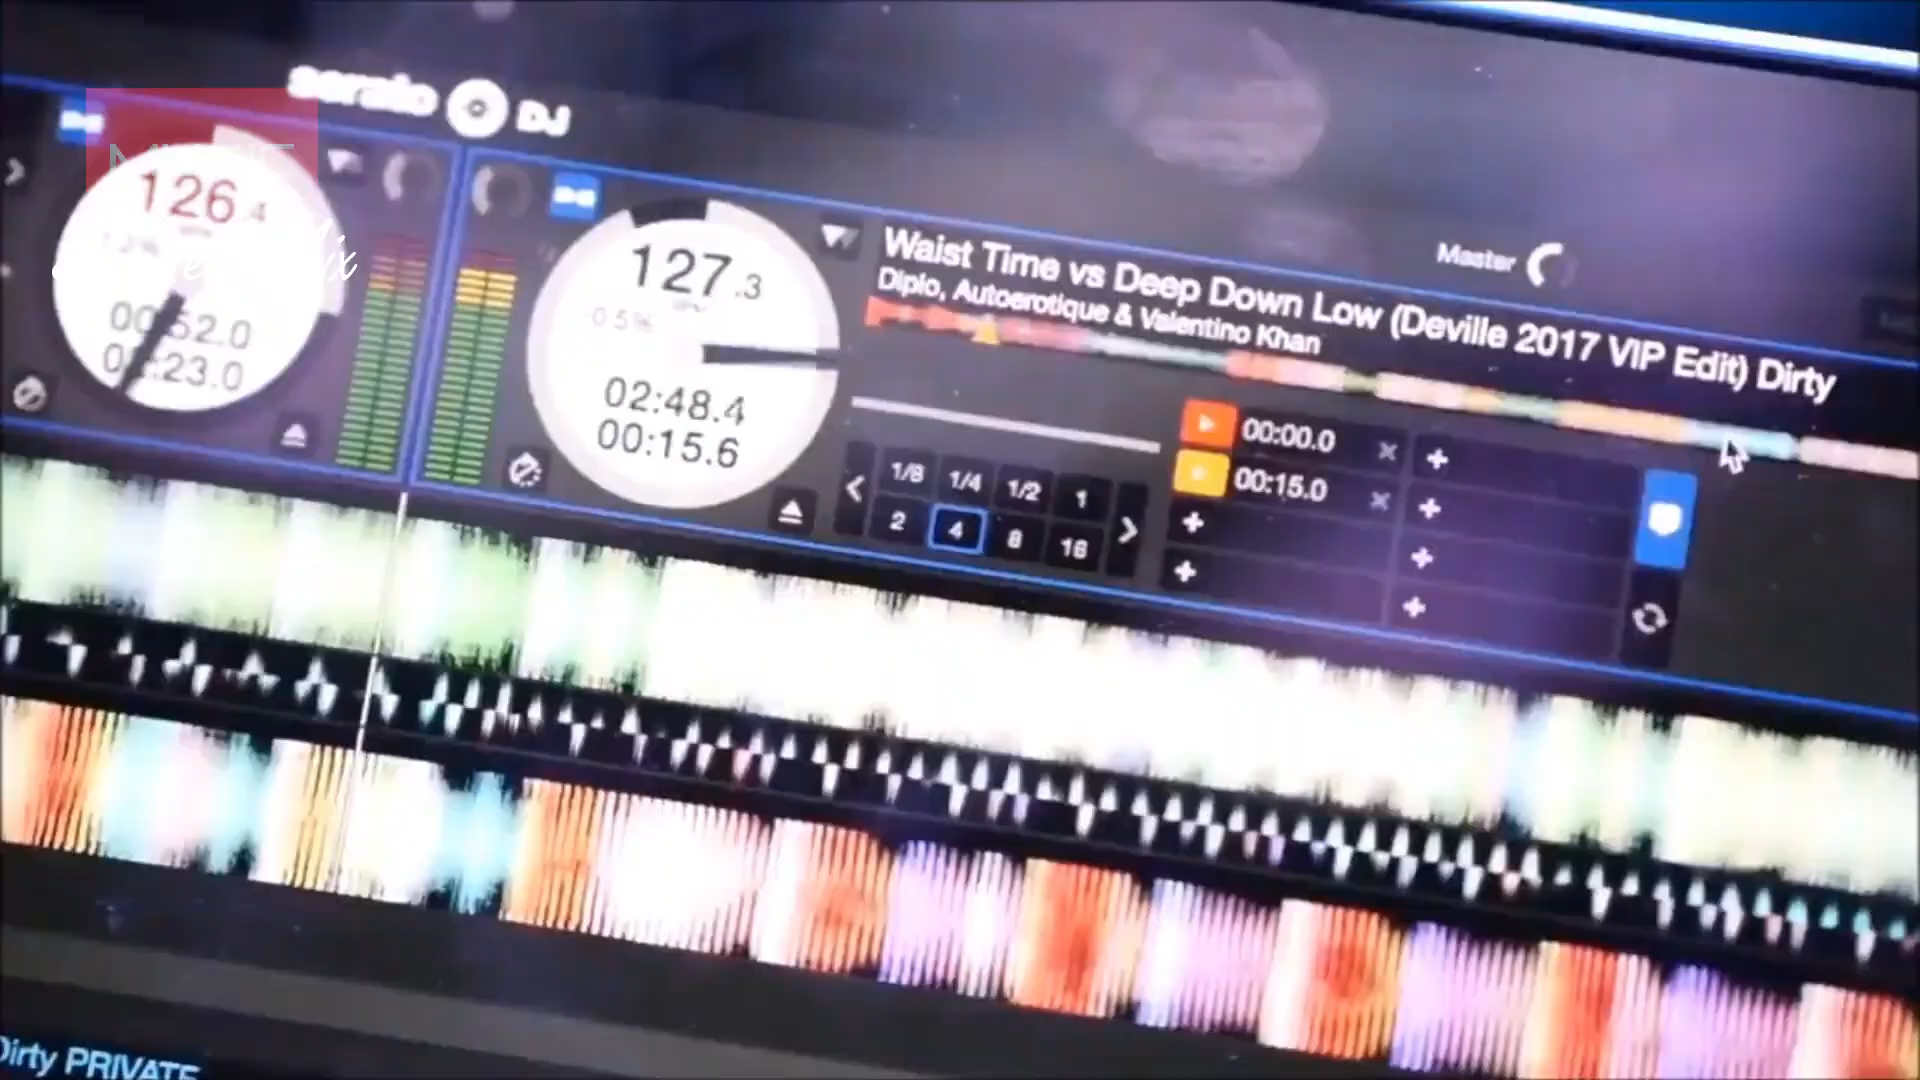 serato DJ
126.4
00:52.0
00:23.0
127.3
-0.5%
02:48.4
00:15.6
Waist Time vs Deep Down Low (Deville 2017 VIP Edit) Dirty
Diplo, Autoerotique & Valentino Khan
Master
1/8 1/4 1/2 1
2 4 8 16
00:00.0
00:15.0
Dirty PRIVATE